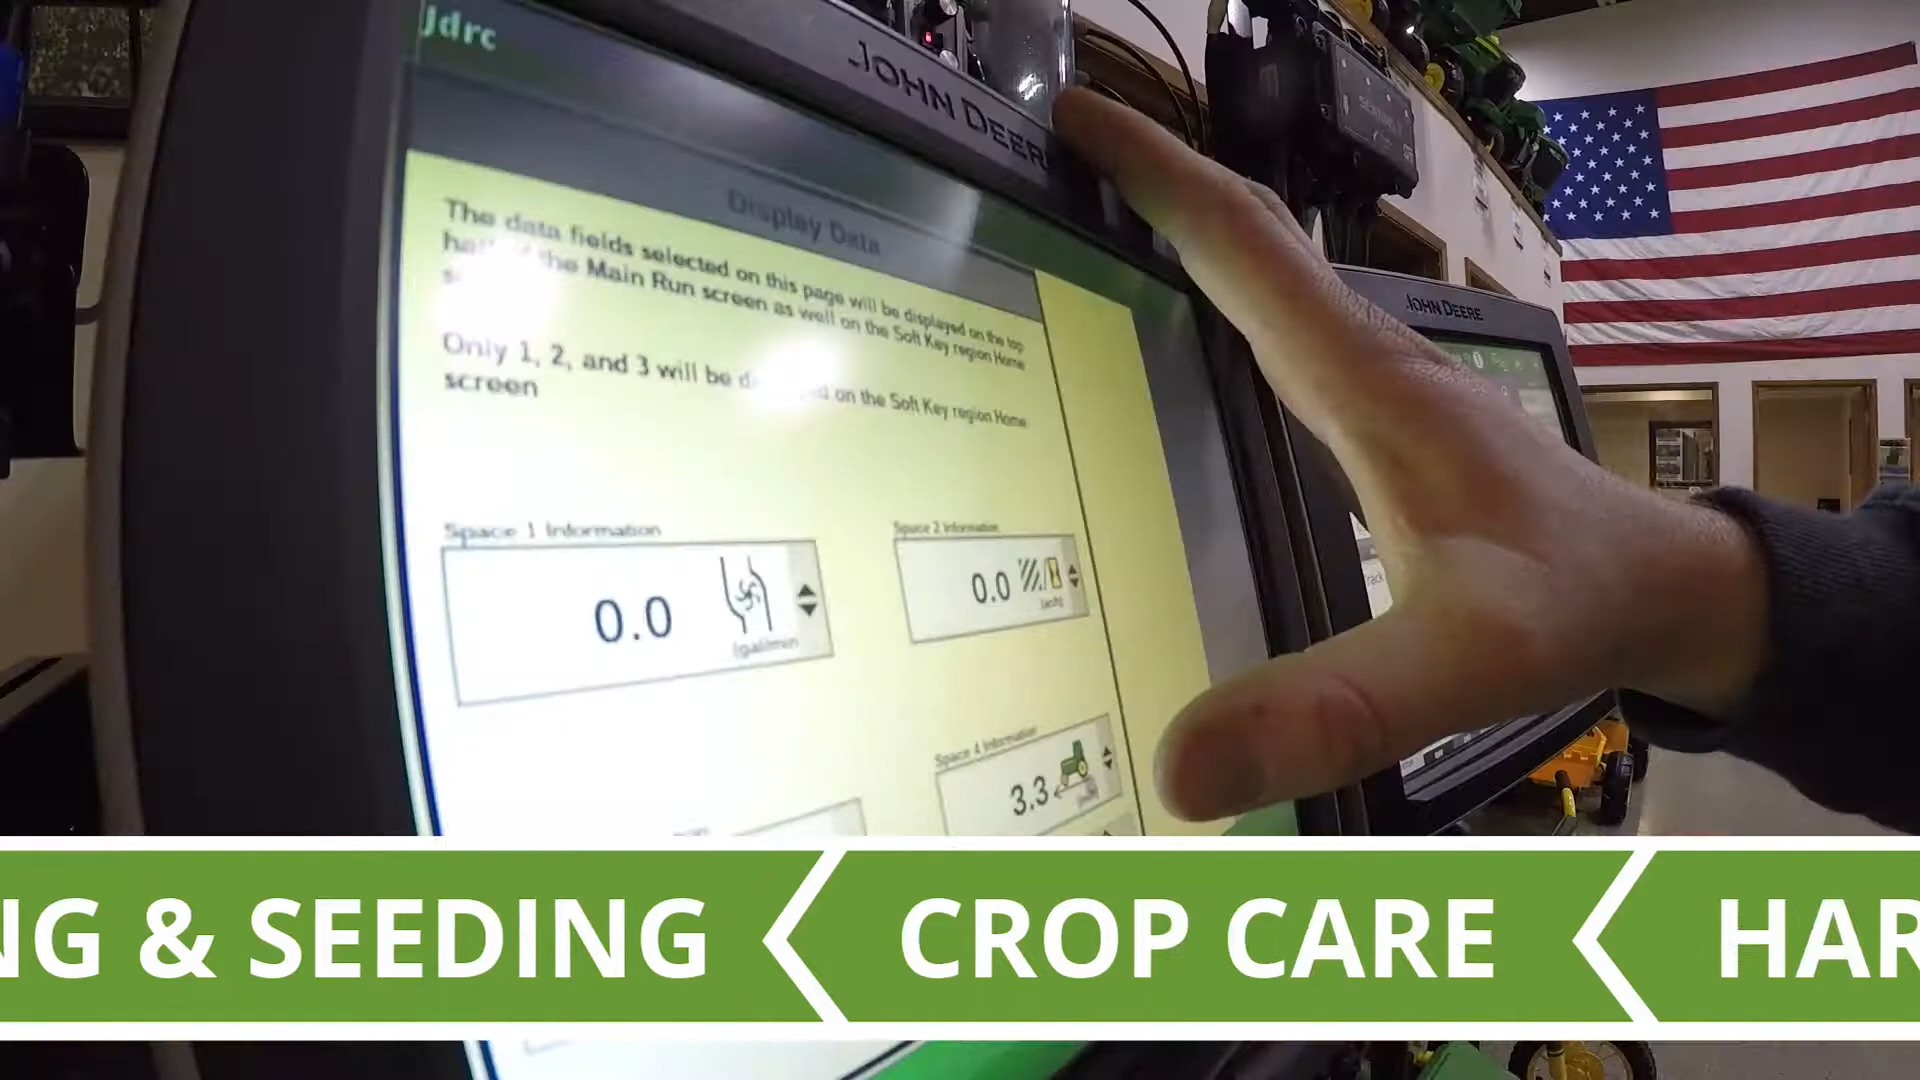 Jdrc
JOHN DEERE
Display Data
The data fields selected on this page will be displayed on the top
the Main Run screen as well on the Soft Key region Home
Only 1, 2, and 3 will be on the Soft Key region Home
screen
Space 1 Information
0.0
(gal/min
Space 2 Information
0.0
Space 4 Information
3.3
JOHN DEERE
NG & SEEDING
CROP CARE
HAR